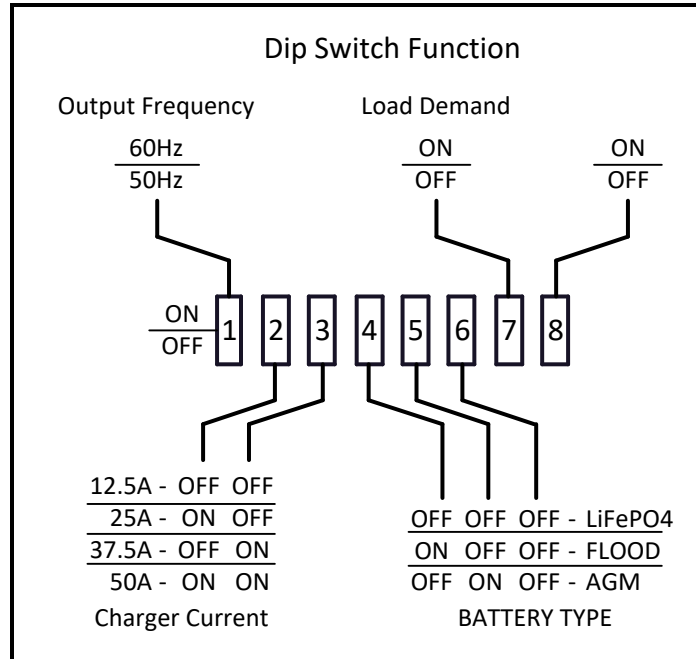 Dip Switch Function
Output Frequency
Load Demand
60Hz
50Hz
ON
OFF
ON
OFF
ON
OFF
1 2 3 4 5 6 7 8
12.5A - OFF OFF
25A - ON OFF
37.5A - OFF ON
50A - ON ON
Charger Current
OFF OFF OFF - LiFePO4
ON OFF OFF - FLOOD
OFF ON OFF - AGM
BATTERY TYPE